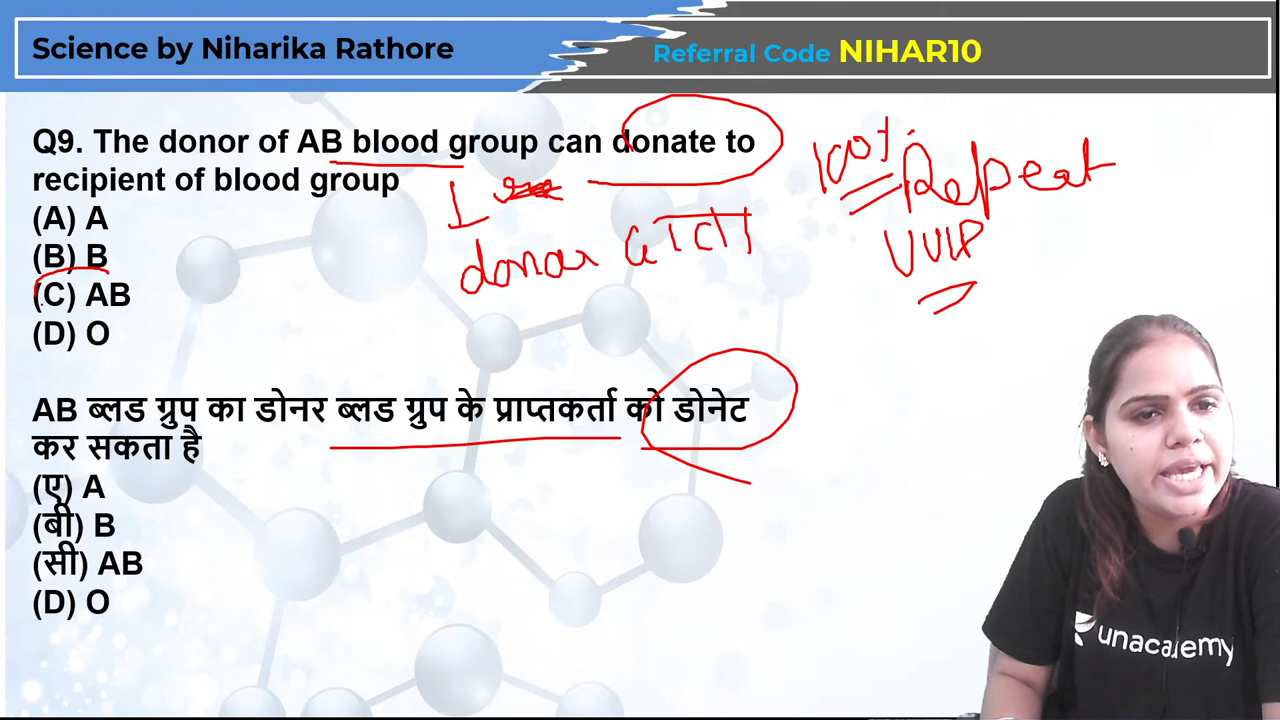 Science by Niharika Rathore
Referral Code NIHAR10
Q9. The donor of AB blood group can donate to
recipient of blood group
(A) A
(B) B
(C) AB
(D) O
100%
Repeat
VVIP
donar दाता
AB ब्लड ग्रुप का डोनर ब्लड ग्रुप के प्राप्तकर्ता को डोनेट
कर सकता है
(ए) A
(बी) B
(सी) AB
(D) O
unacademy